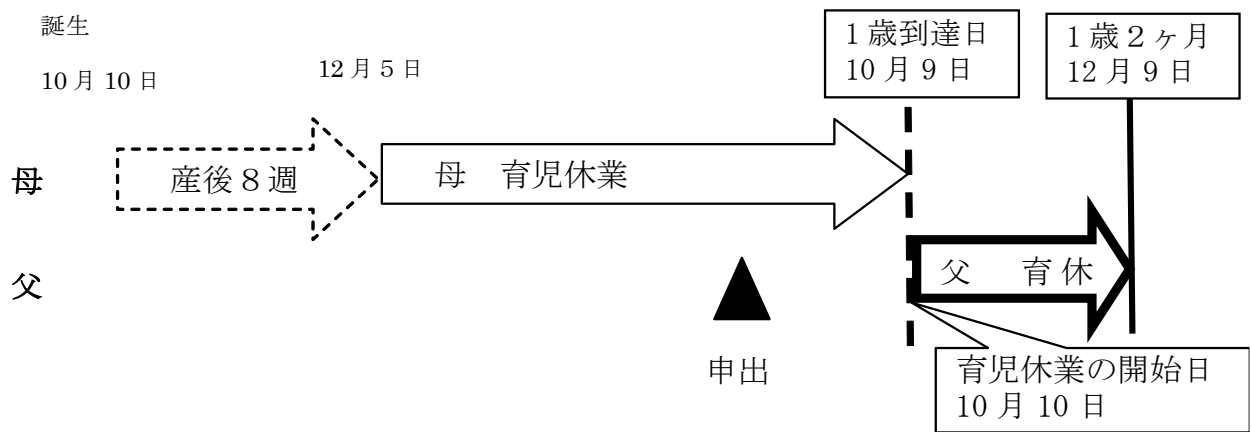 誕生
10月10日
12月5日
1歳到達日
10月9日
1歳2ヶ月
12月9日
母
産後8週
母 育児休業
父
父 育休
申出
育児休業の開始日
10月10日